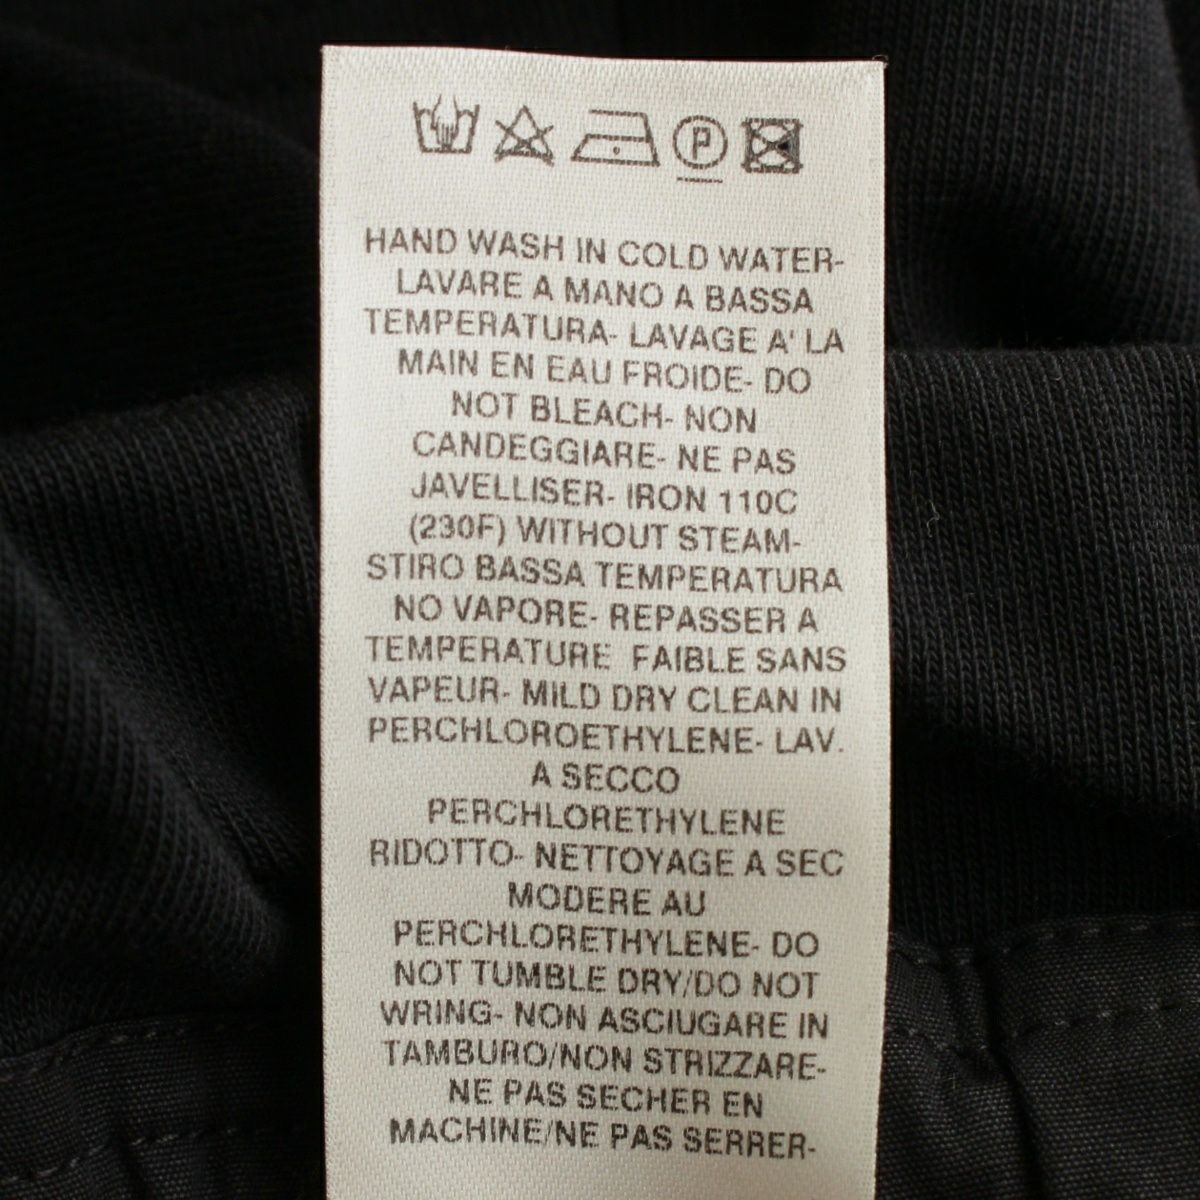 P
HAND WASH IN COLD WATER-
LAVARE A MANO A BASSA
TEMPERATURA- LAVAGE A' LA
MAIN EN EAU FROIDE- DO
NOT BLEACH- NON
CANDEGGIARE- NE PAS
JAVELLISER- IRON 110C
(230F) WITHOUT STEAM-
STIRO BASSA TEMPERATURA
NO VAPORE- REPASSER A
TEMPERATURE FAIBLE SANS
VAPEUR- MILD DRY CLEAN IN
PERCHLOROETHYLENE- LAV.
A SECCO
PERCHLORETHYLENE
RIDOTTO- NETTOYAGE A SEC
MODERE AU
PERCHLORETHYLENE- DO
NOT TUMBLE DRY/DO NOT
WRING- NON ASCIUGARE IN
TAMBURO/NON STRIZZARE-
NE PAS SECHER EN
MACHINE/NE PAS SERRER-